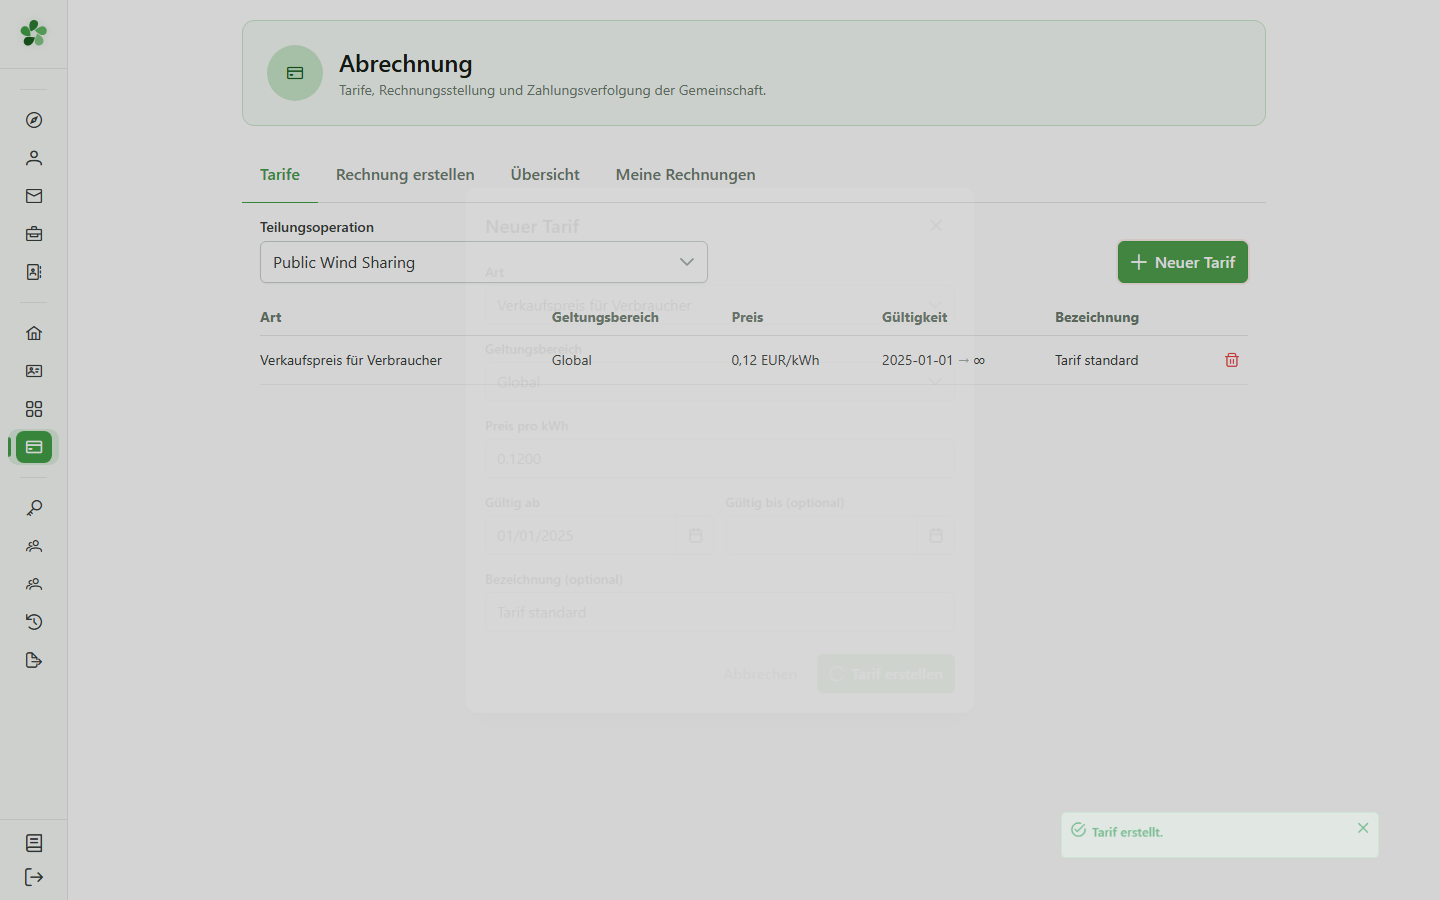 Abrechnung
Tarife, Rechnungsstellung und Zahlungsverfolgung der Gemeinschaft.
Tarife
Rechnung erstellen
Übersicht
Meine Rechnungen
Teilungsoperation
Public Wind Sharing
Neuer Tarif
Art
Geltungsbereich
Preis
Gültigkeit
Bezeichnung
Verkaufspreis für Verbraucher
Global
0,12 EUR/kWh
2025-01-01 → ∞
Tarif standard
Neuer Tarif
Art
Verkaufspreis für Verbraucher
Geltungsbereich
Global
Preis pro kWh
0.1200
Gültig ab
Gültig bis (optional)
01/01/2025
Bezeichnung (optional)
Tarif standard
Abbrechen
Tarif erstellen
Tarif erstellt.